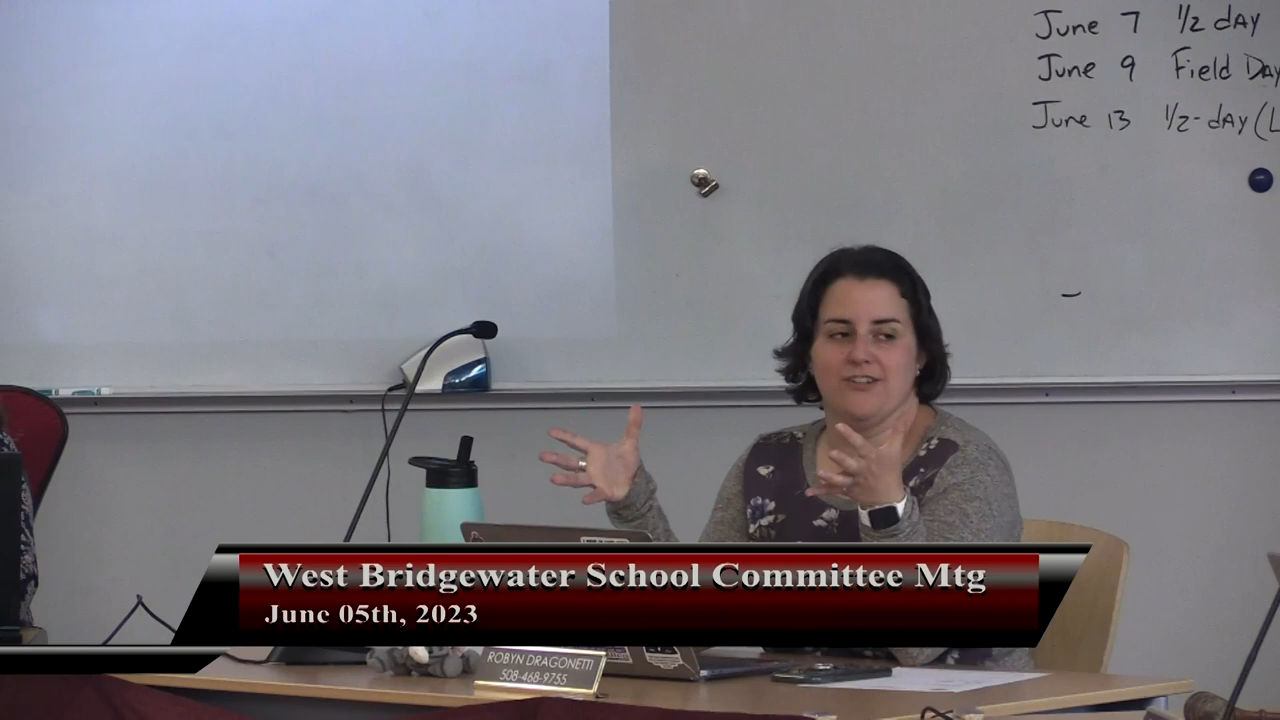 June 7 1/2 dAy
June 9 Field DAy
June 13 1/2-dAy (L
West Bridgewater School Committee Mtg
June 05th, 2023
ROBYN DRAGONETTI
508-468-9755